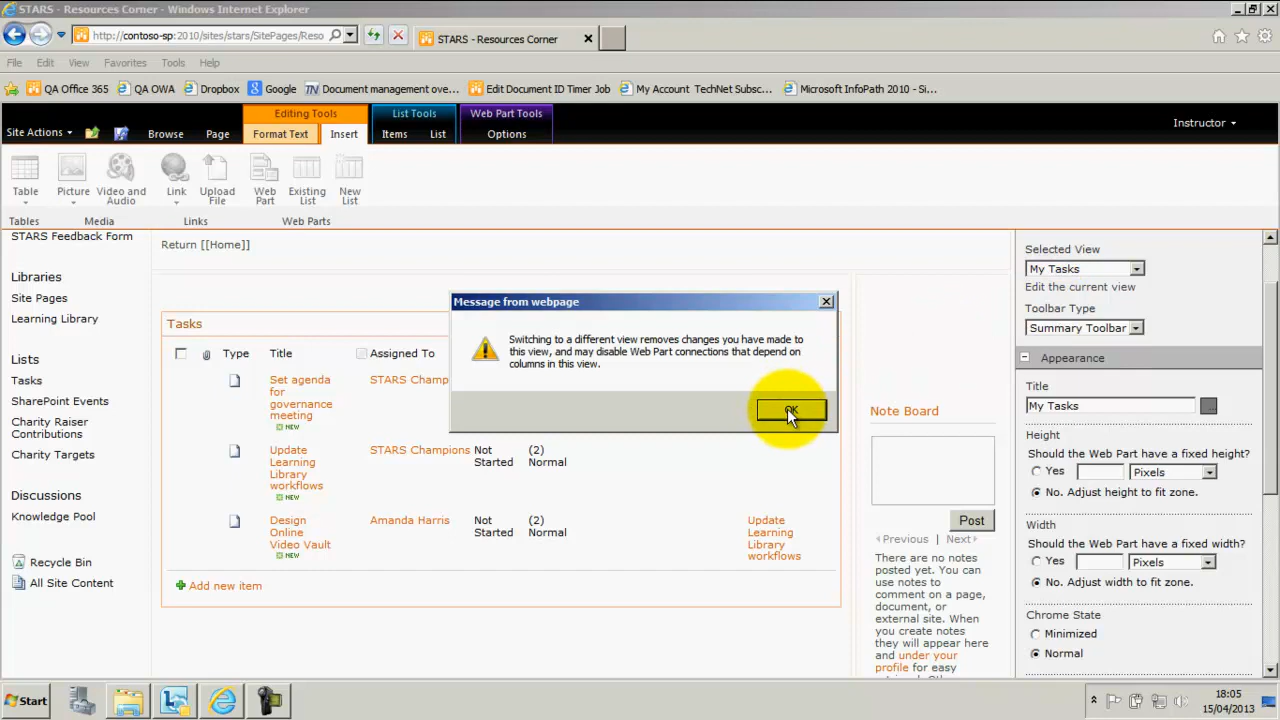 STARS - Resources Corner - Windows Internet Explorer
http://contoso-sp:2010/sites/stars/SitePages/Reso
STARS - Resources Corner
File Edit View Favorites Tools Help
QA Office 365 QA OWA Dropbox Google Document management ove... Edit Document ID Timer Job My Account TechNet Subsc... Microsoft InfoPath 2010 - Si...
Editing Tools List Tools Web Part Tools
Site Actions Browse Page Format Text Insert Items List Options Instructor
Table Picture Video and Audio Link Upload File Web Part Existing List New List
Tables Media Links Web Parts
STARS Feedback Form
Libraries
Site Pages
Learning Library
Lists
Tasks
SharePoint Events
Charity Raiser
Contributions
Charity Targets
Discussions
Knowledge Pool
Recycle Bin
All Site Content
Return [[Home]]
Tasks
Type Title Assigned To
Set agenda
for
governance
meeting
NEW
STARS Champ
Update
Learning
Library
workflows
NEW
STARS Champions
Not
Started
(2)
Normal
Design
Online
Video Vault
NEW
Amanda Harris
Not
Started
(2)
Normal
Update
Learning
Library
workflows
Add new item
Message from webpage
Switching to a different view removes changes you have made to
this view, and may disable Web Part connections that depend on
columns in this view.
OK
Note Board
Post
Previous Next
There are no notes
posted yet. You can
use notes to
comment on a page,
document, or
external site. When
you create notes
they will appear here
and under your
profile for easy
Selected View
My Tasks
Edit the current view
Toolbar Type
Summary Toolbar
Appearance
Title
My Tasks
...
Height
Should the Web Part have a fixed height?
Yes Pixels
No. Adjust height to fit zone.
Width
Should the Web Part have a fixed width?
Yes Pixels
No. Adjust width to fit zone.
Chrome State
Minimized
Normal
Start
18:05
15/04/2013